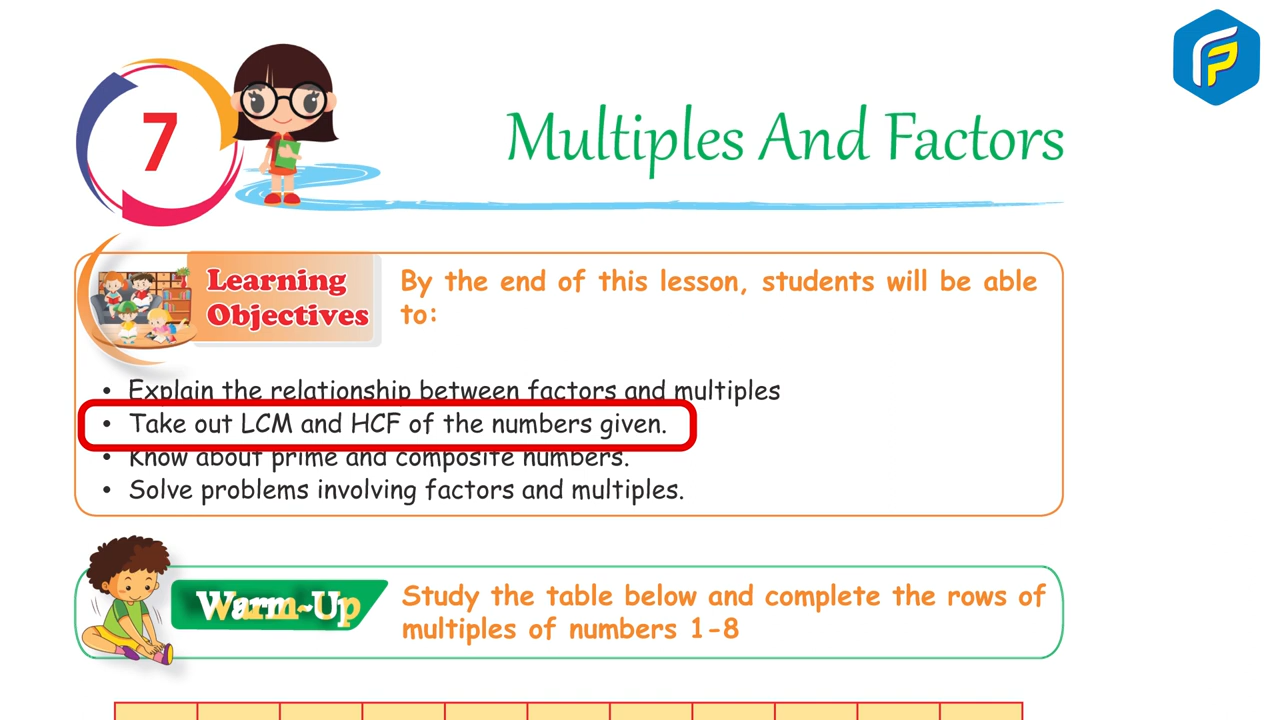 7
Multiples And Factors
Learning
Objectives
By the end of this lesson, students will be able
to:
• Explain the relationship between factors and multiples
• Take out LCM and HCF of the numbers given.
• Know about prime and composite numbers.
• Solve problems involving factors and multiples.
Warm-Up
Study the table below and complete the rows of
multiples of numbers 1-8